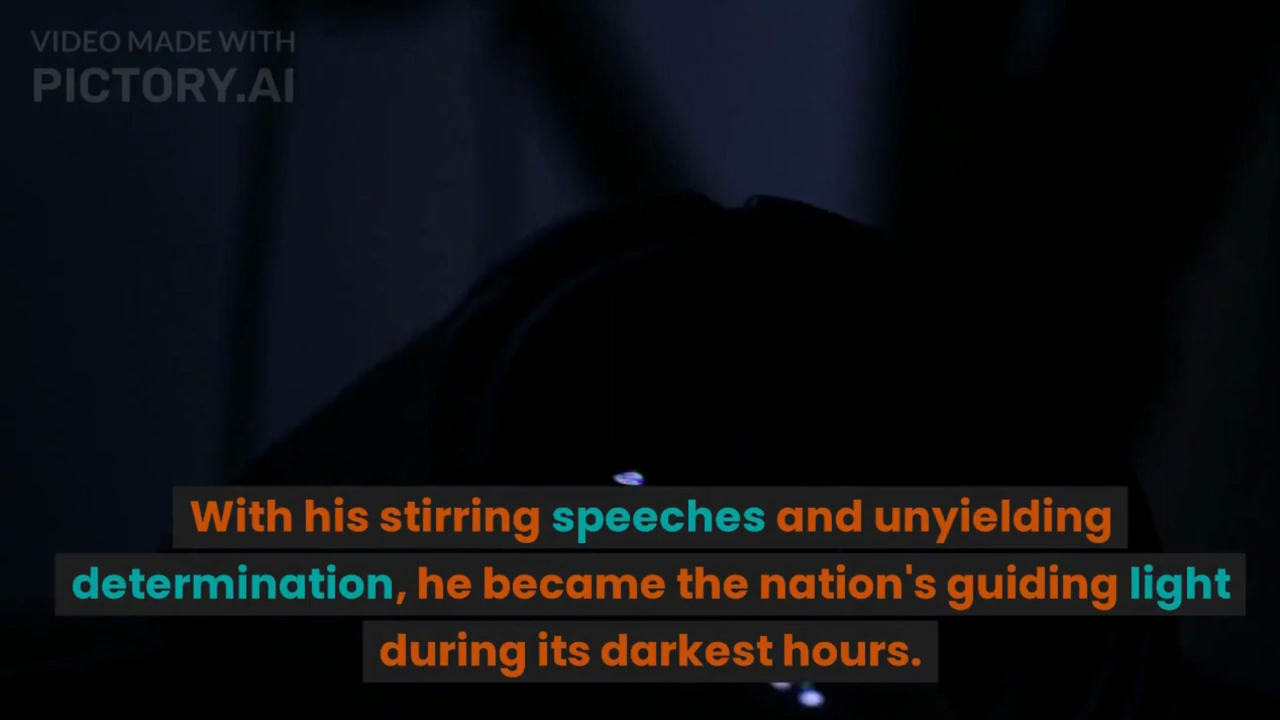 VIDEO MADE WITH
PICTORY.AI
With his stirring speeches and unyielding
determination, he became the nation's guiding light
during its darkest hours.